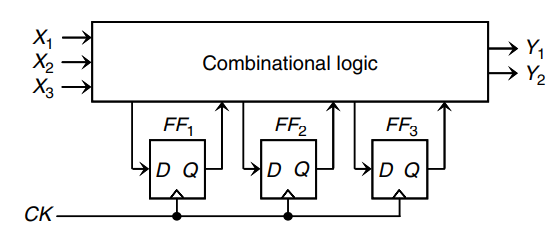 X1
X2
X3
Combinational logic
Y1
Y2
FF1 FF2 FF3
D Q D Q D Q
CK